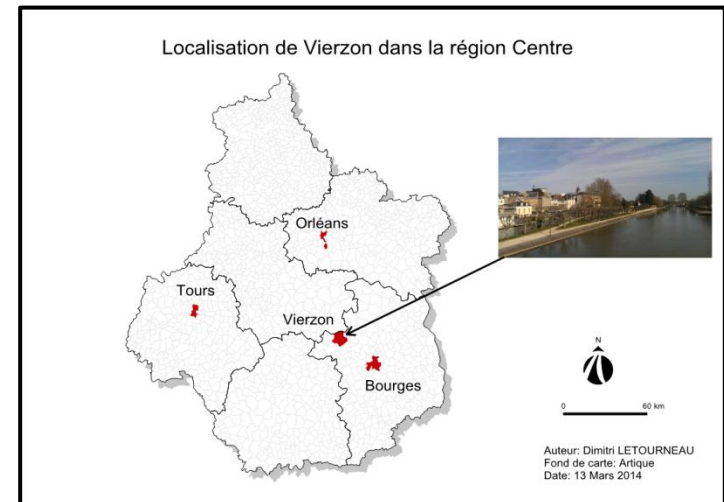 Localisation de Vierzon dans la région Centre
Orléans
Tours
Vierzon
Bourges
N
0 60 km
Auteur: Dimitri LETOURNEAU
Fond de carte: Artique
Date: 13 Mars 2014